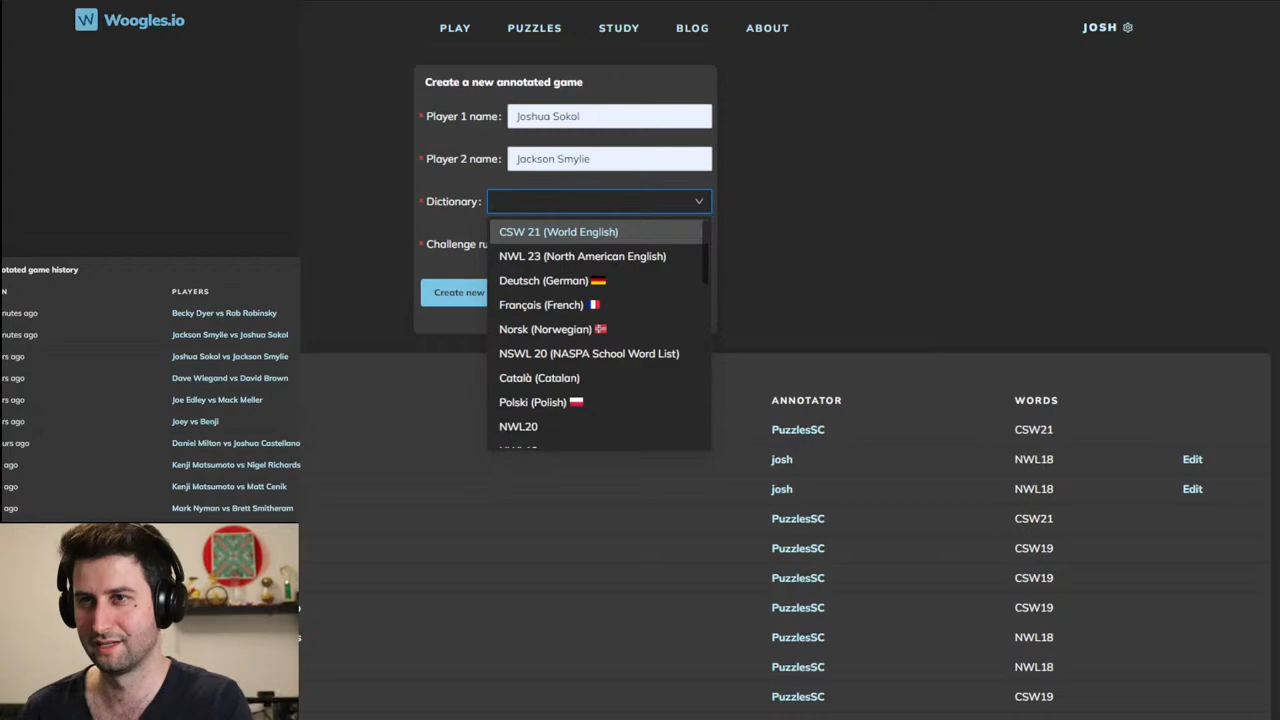 W Woogles.io
PLAY
PUZZLES
STUDY
BLOG
ABOUT
JOSH
Create a new annotated game
* Player 1 name:
Joshua Sokol
* Player 2 name:
Jackson Smylie
* Dictionary:
* Challenge ru
Create new
CSW 21 (World English)
NWL 23 (North American English)
Deutsch (German)
Français (French)
Norsk (Norwegian)
NSWL 20 (NASPA School Word List)
Català (Catalan)
Polski (Polish)
NWL20
otated game history
N PLAYERS
nutes ago Becky Dyer vs Rob Robinsky
nutes ago Jackson Smylie vs Joshua Sokol
rs ago Joshua Sokol vs Jackson Smylie
rs ago Dave Wiegand vs David Brown
rs ago Joe Edley vs Mack Meller
rs ago Joey vs Benji
urs ago Daniel Milton vs Joshua Castellano
ago Kenji Matsumoto vs Nigel Richards
ago Kenji Matsumoto vs Matt Cenik
ago Mark Nyman vs Brett Smitheram
ANNOTATOR WORDS
PuzzlesSC CSW21
josh NWL18 Edit
josh NWL18 Edit
PuzzlesSC CSW21
PuzzlesSC CSW19
PuzzlesSC CSW19
PuzzlesSC CSW19
PuzzlesSC NWL18
PuzzlesSC NWL18
PuzzlesSC CSW19